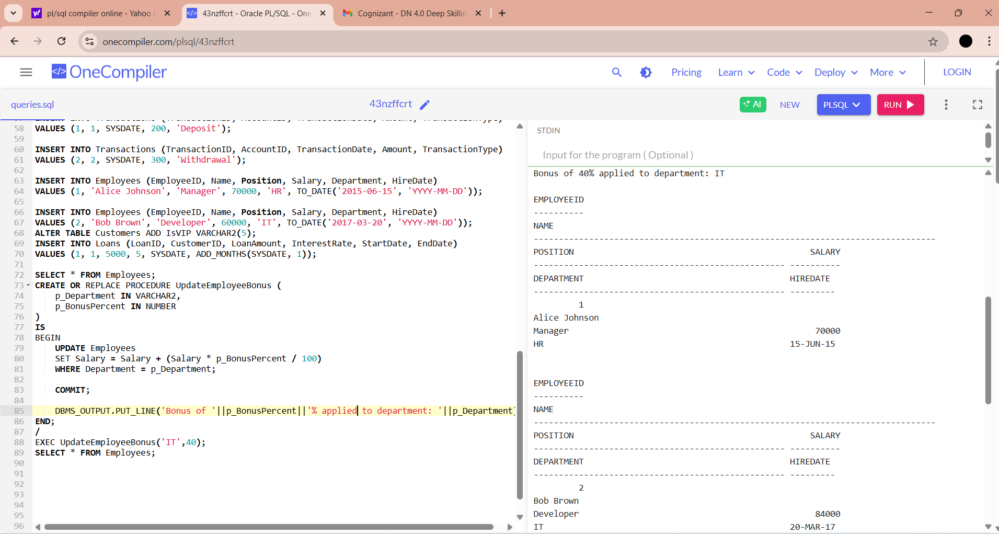 pl/sql compiler online - Yahoo
43nzffcrt - Oracle PL/SQL - One
Cognizant - DN 4.0 Deep Skillin
onecompiler.com/plsql/43nzffcrt
</> OneCompiler
Pricing
Learn
Code
Deploy
More
LOGIN
queries.sql
43nzffcrt
AI
NEW
PLSQL
RUN
58 VALUES (1, 1, SYSDATE, 200, 'Deposit');
59
60 INSERT INTO Transactions (TransactionID, AccountID, TransactionDate, Amount, TransactionType)
61 VALUES (2, 2, SYSDATE, 300, 'Withdrawal');
62
63 INSERT INTO Employees (EmployeeID, Name, Position, Salary, Department, HireDate)
64 VALUES (1, 'Alice Johnson', 'Manager', 70000, 'HR', TO_DATE('2015-06-15', 'YYYY-MM-DD'));
65
66 INSERT INTO Employees (EmployeeID, Name, Position, Salary, Department, HireDate)
67 VALUES (2, 'Bob Brown', 'Developer', 60000, 'IT', TO_DATE('2017-03-20', 'YYYY-MM-DD'));
68 ALTER TABLE Customers ADD IsVIP VARCHAR2(5);
69 INSERT INTO Loans (LoanID, CustomerID, LoanAmount, InterestRate, StartDate, EndDate)
70 VALUES (1, 1, 5000, 5, SYSDATE, ADD_MONTHS(SYSDATE, 1));
71
72 SELECT * FROM Employees;
73 CREATE OR REPLACE PROCEDURE UpdateEmployeeBonus (
74 p_Department IN VARCHAR2,
75 p_BonusPercent IN NUMBER
76 )
77 IS
78 BEGIN
79 UPDATE Employees
80 SET Salary = Salary + (Salary * p_BonusPercent / 100)
81 WHERE Department = p_Department;
82
83 COMMIT;
84
85 DBMS_OUTPUT.PUT_LINE('Bonus of '||p_BonusPercent||'% applied to department: '||p_Department)
86 END;
87 /
88 EXEC UpdateEmployeeBonus('IT',40);
89 SELECT * FROM Employees;
90
91
92
93
94
95
96
STDIN
Input for the program ( Optional )
Bonus of 40% applied to department: IT
EMPLOYEEID
----------
NAME
--------------------------------------------------------------------------------
POSITION SALARY
-------------------------------------------------- ----------
DEPARTMENT HIREDATE
-------------------------------------------------- ---------
1
Alice Johnson
Manager 70000
HR 15-JUN-15
EMPLOYEEID
----------
NAME
--------------------------------------------------------------------------------
POSITION SALARY
-------------------------------------------------- ----------
DEPARTMENT HIREDATE
-------------------------------------------------- ---------
2
Bob Brown
Developer 84000
IT 20-MAR-17